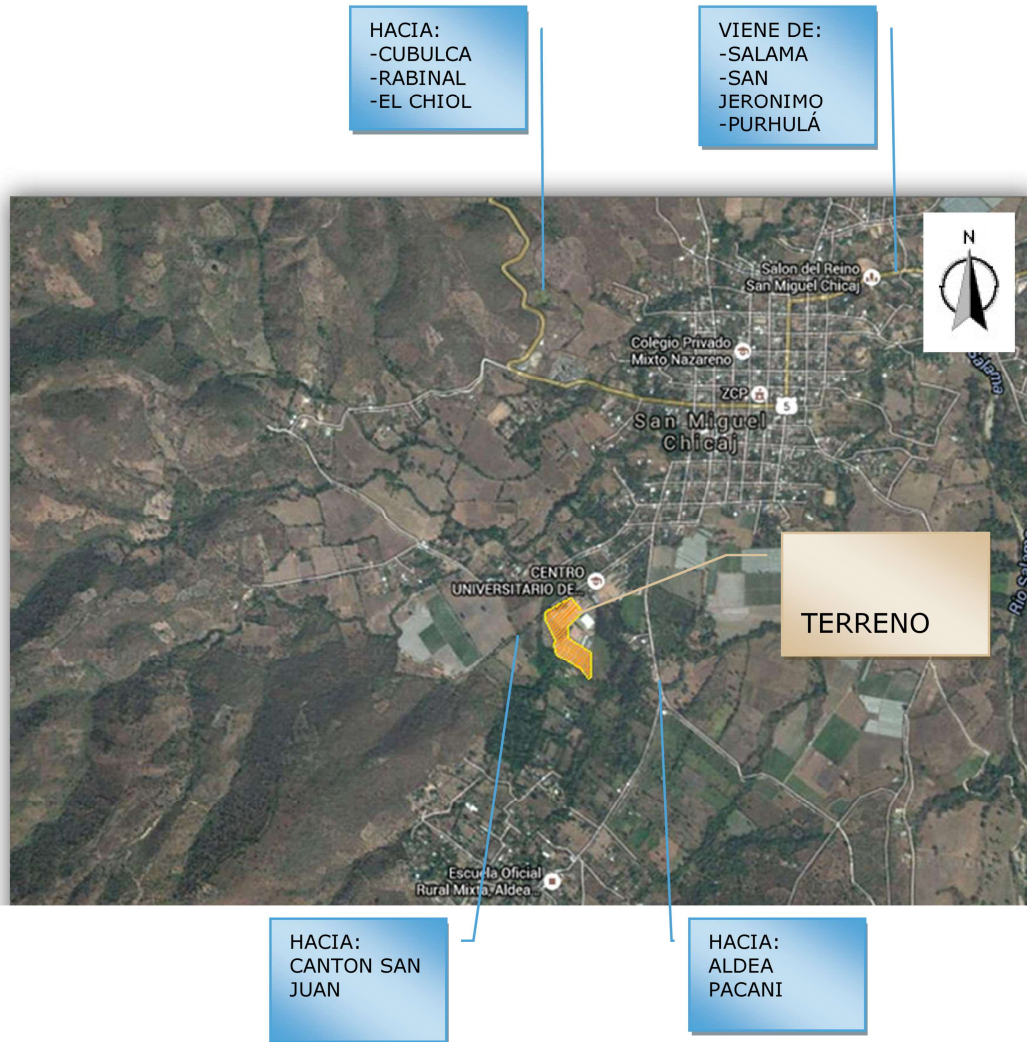 HACIA:
-CUBULCA
-RABINAL
-EL CHIOL
VIENE DE:
-SALAMA
-SAN
JERONIMO
-PURHULÁ
N
Salon del Reino
San Miguel Chicaj
Colegio Privado
Mixto Nazareno
Salama
ZCP
5
San Miguel
Chicaj
CENTRO
UNIVERSITARIO DE...
Rio Salama
TERRENO
Escuela Oficial
Rural Mixta, Aldea...
HACIA:
CANTON SAN
JUAN
HACIA:
ALDEA
PACANI